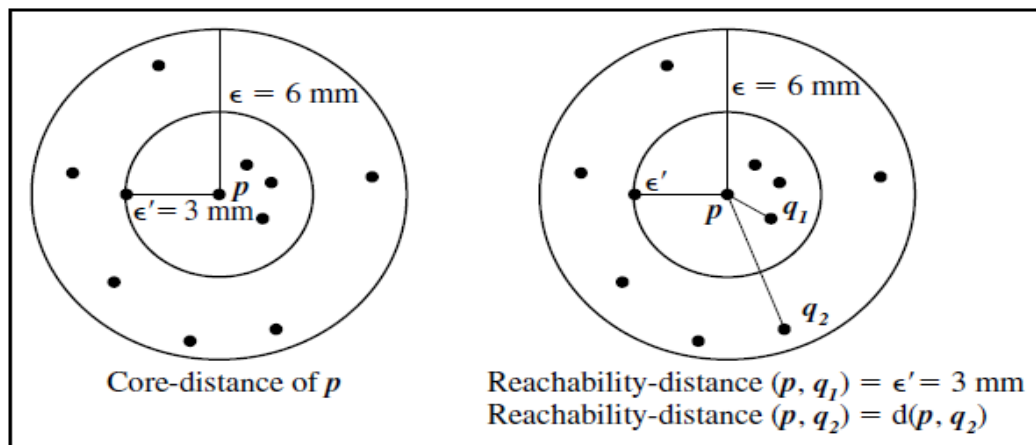 ϵ = 6 mm
p
ϵ′= 3 mm
Core-distance of p
ϵ = 6 mm
ϵ′
p
q₁
q₂
Reachability-distance (p, q₁) = ϵ′= 3 mm
Reachability-distance (p, q₂) = d(p, q₂)